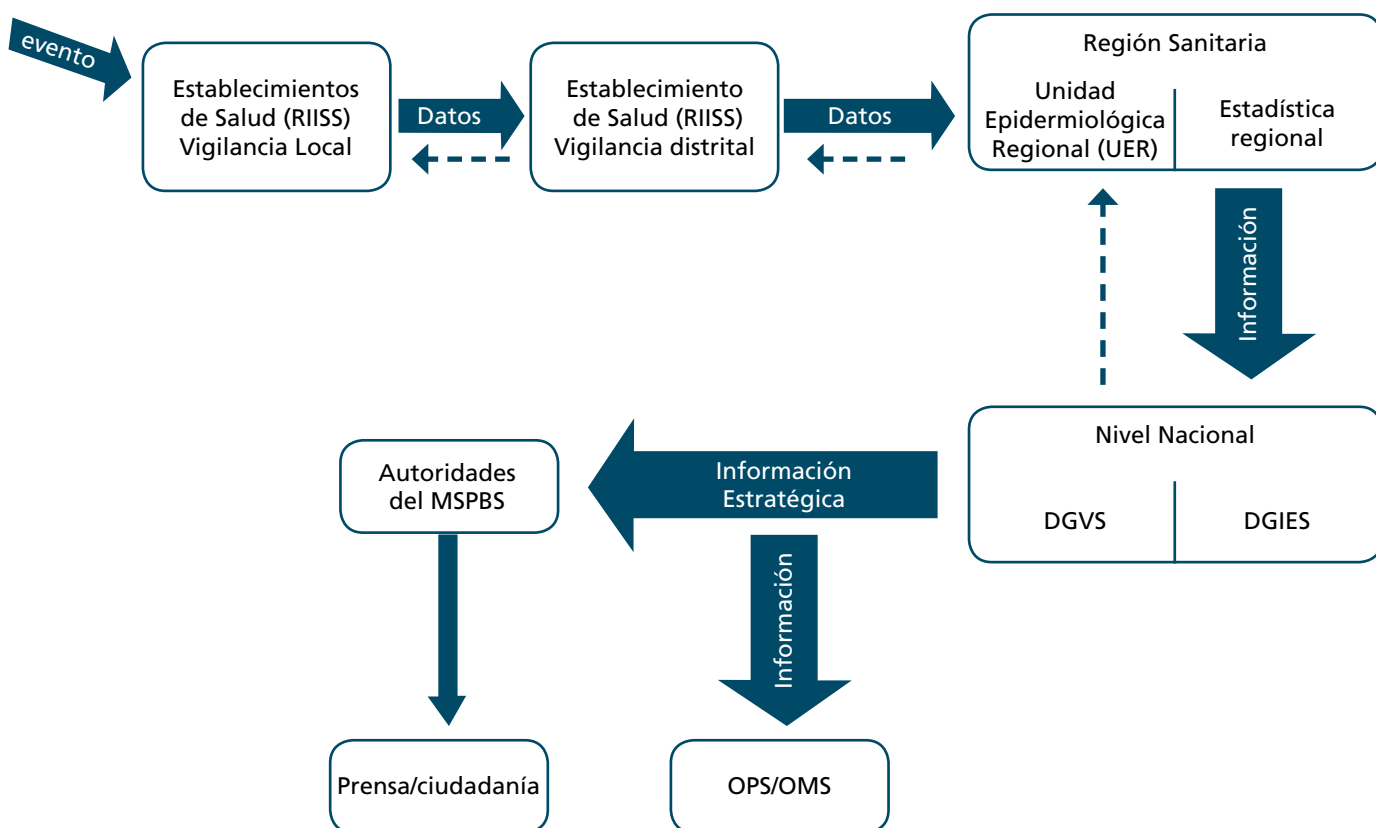 evento
Establecimientos
de Salud (RIISS)
Vigilancia Local
Datos
Establecimiento
de Salud (RIISS)
Vigilancia distrital
Datos
Región Sanitaria
Unidad
Epidermiológica
Regional (UER)
Estadística
regional
Información
Nivel Nacional
DGVS
DGIES
Información
Estratégica
Autoridades
del MSPBS
Información
Prensa/ciudadanía
OPS/OMS